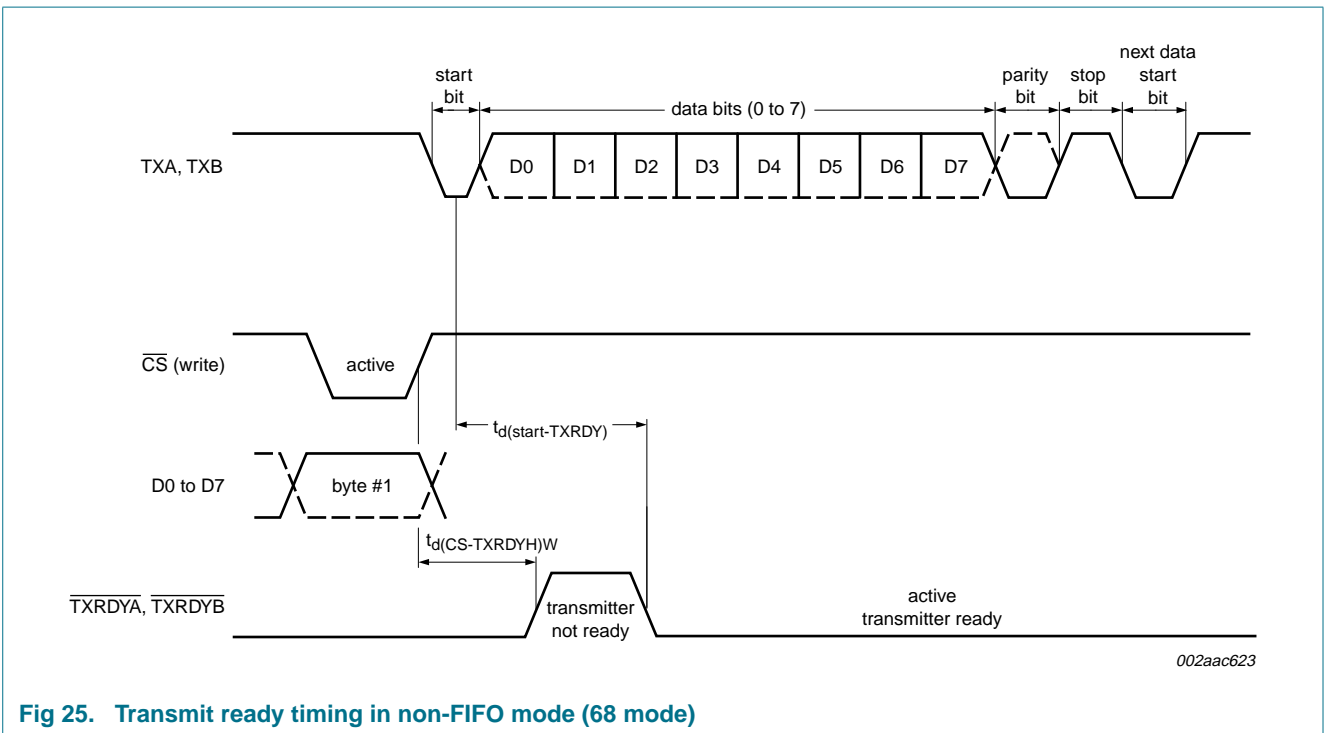 next data
start
bit
parity
bit
stop
bit
start
bit
data bits (0 to 7)
TXA, TXB
D0
D1
D2
D3
D4
D5
D6
D7
CS (write)
active
td(start-TXRDY)
D0 to D7
byte #1
td(CS-TXRDYH)W
TXRDYA, TXRDYB
transmitter
not ready
active
transmitter ready
002aac623
Fig 25. Transmit ready timing in non-FIFO mode (68 mode)